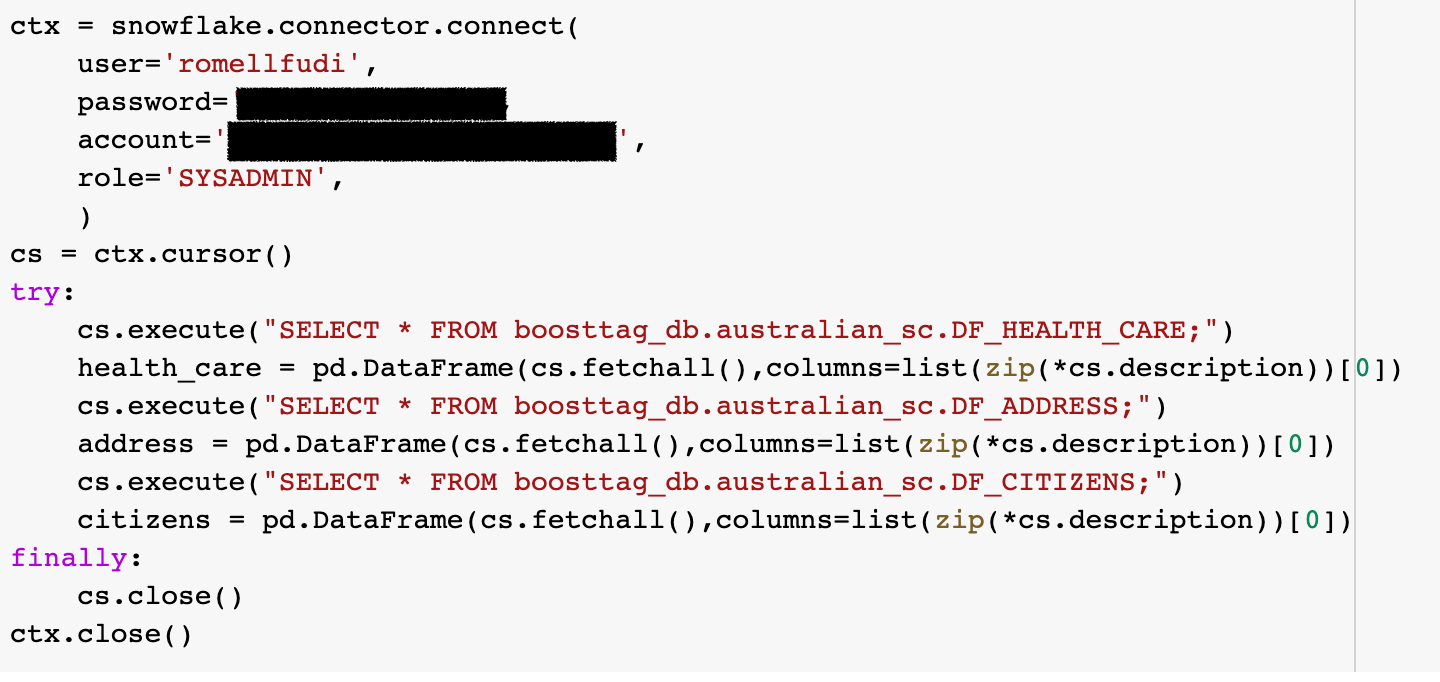 ctx = snowflake.connector.connect(
    user='romellfudi',
    password=
    account='                    ',
    role='SYSADMIN',
    )
cs = ctx.cursor()
try:
    cs.execute("SELECT * FROM boosttag_db.australian_sc.DF_HEALTH_CARE;")
    health_care = pd.DataFrame(cs.fetchall(),columns=list(zip(*cs.description))[0])
    cs.execute("SELECT * FROM boosttag_db.australian_sc.DF_ADDRESS;")
    address = pd.DataFrame(cs.fetchall(),columns=list(zip(*cs.description))[0])
    cs.execute("SELECT * FROM boosttag_db.australian_sc.DF_CITIZENS;")
    citizens = pd.DataFrame(cs.fetchall(),columns=list(zip(*cs.description))[0])
finally:
    cs.close()
ctx.close()